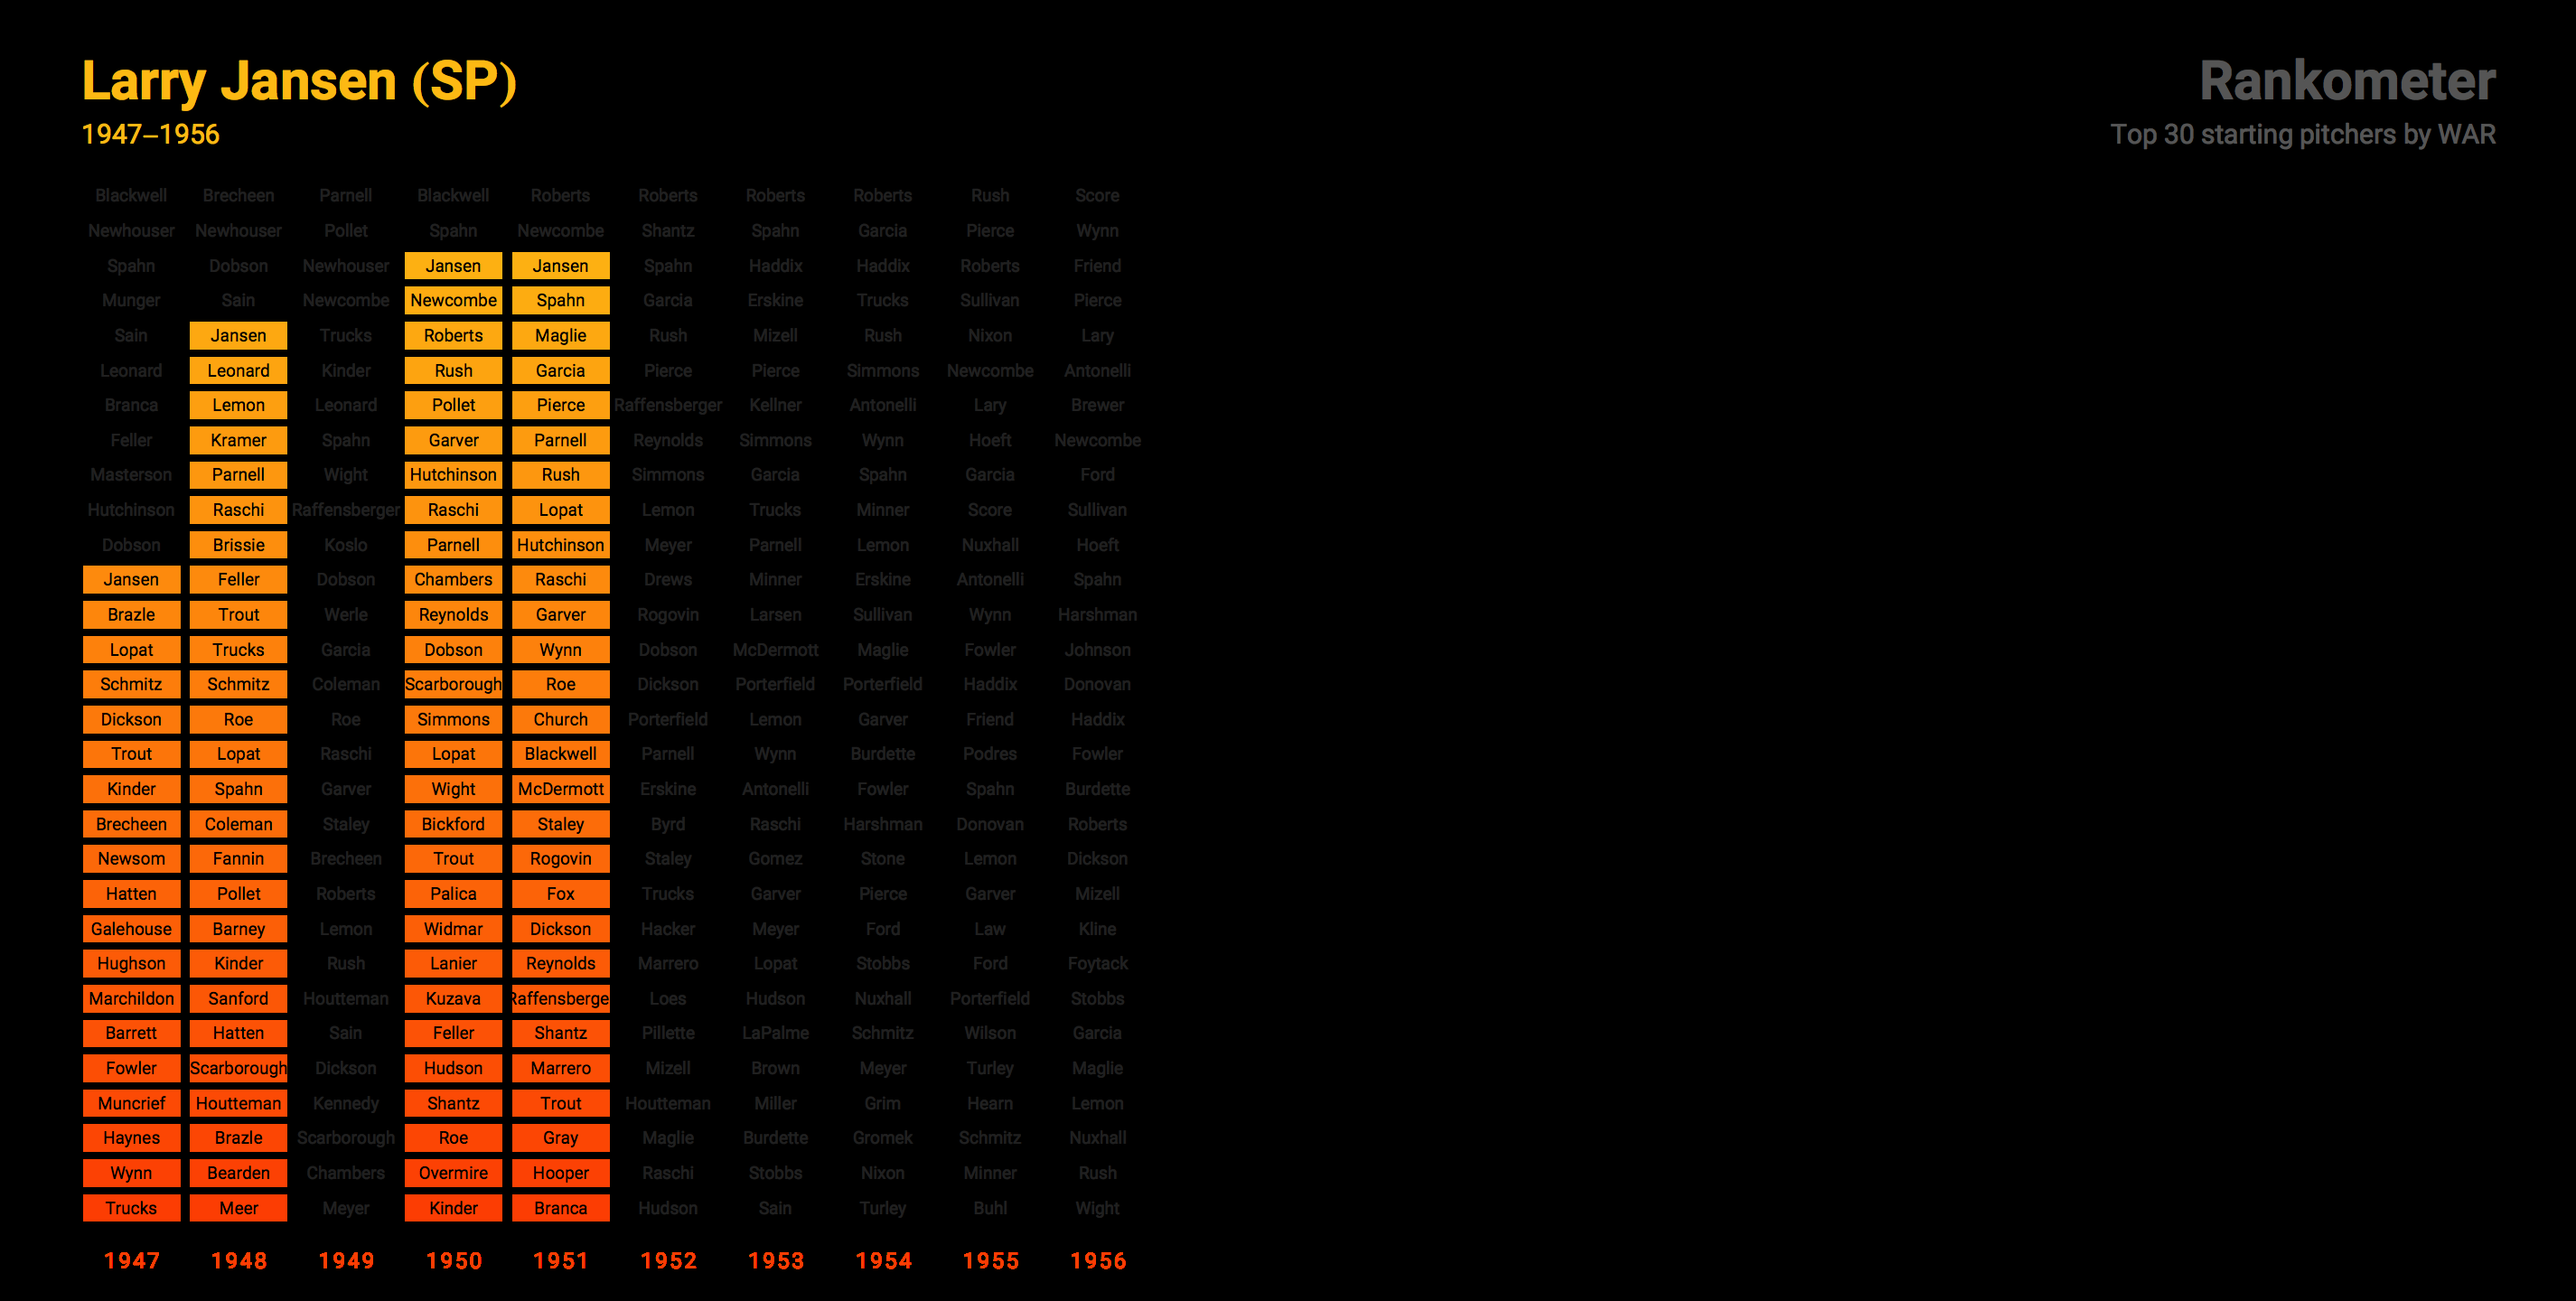 Larry Jansen (SP)
1947–1956
Rankometer
Top 30 starting pitchers by WAR
Blackwell Brecheen Parnell Blackwell Roberts Roberts Roberts Roberts Rush Score
Newhouser Newhouser Pollet Spahn Newcombe Shantz Spahn Garcia Pierce Wynn
Spahn Dobson Newhouser Jansen Jansen Spahn Haddix Haddix Roberts Friend
Munger Sain Newcombe Newcombe Spahn Garcia Erskine Trucks Sullivan Pierce
Sain Jansen Trucks Roberts Maglie Rush Mizell Rush Nixon Lary
Leonard Leonard Kinder Rush Garcia Pierce Pierce Simmons Newcombe Antonelli
Branca Lemon Leonard Pollet Pierce Raffensberger Kellner Antonelli Lary Brewer
Feller Kramer Spahn Garver Parnell Reynolds Simmons Wynn Hoeft Newcombe
Masterson Parnell Wight Hutchinson Rush Simmons Garcia Spahn Garcia Ford
Hutchinson Raschi Raffensberger Raschi Lopat Lemon Trucks Minner Score Sullivan
Dobson Brissie Koslo Parnell Hutchinson Meyer Parnell Lemon Nuxhall Hoeft
Jansen Feller Dobson Chambers Raschi Drews Minner Erskine Antonelli Spahn
Brazle Trout Werle Reynolds Garver Rogovin Larsen Sullivan Wynn Harshman
Lopat Trucks Garcia Dobson Wynn Dobson McDermott Maglie Fowler Johnson
Schmitz Schmitz Coleman Scarborough Roe Dickson Porterfield Porterfield Haddix Donovan
Dickson Roe Roe Simmons Church Porterfield Lemon Garver Friend Haddix
Trout Lopat Raschi Lopat Blackwell Parnell Wynn Burdette Podres Fowler
Kinder Spahn Garver Wight McDermott Erskine Antonelli Fowler Spahn Burdette
Brecheen Coleman Staley Bickford Staley Byrd Raschi Harshman Donovan Roberts
Newsom Fannin Brecheen Trout Rogovin Staley Gomez Stone Lemon Dickson
Hatten Pollet Roberts Palica Fox Trucks Garver Pierce Garver Mizell
Galehouse Barney Lemon Widmar Dickson Hacker Meyer Ford Law Kline
Hughson Kinder Rush Lanier Reynolds Marrero Lopat Stobbs Ford Foytack
Marchildon Sanford Houtteman Kuzava Raffensberge Loes Hudson Nuxhall Porterfield Stobbs
Barrett Hatten Sain Feller Shantz Pillette LaPalme Schmitz Wilson Garcia
Fowler Scarborough Dickson Hudson Marrero Mizell Brown Meyer Turley Maglie
Muncrief Houtteman Kennedy Shantz Trout Houtteman Miller Grim Hearn Lemon
Haynes Brazle Scarborough Roe Gray Maglie Burdette Gromek Schmitz Nuxhall
Wynn Bearden Chambers Overmire Hooper Raschi Stobbs Nixon Minner Rush
Trucks Meer Meyer Kinder Branca Hudson Sain Turley Buhl Wight
1947 1948 1949 1950 1951 1952 1953 1954 1955 1956